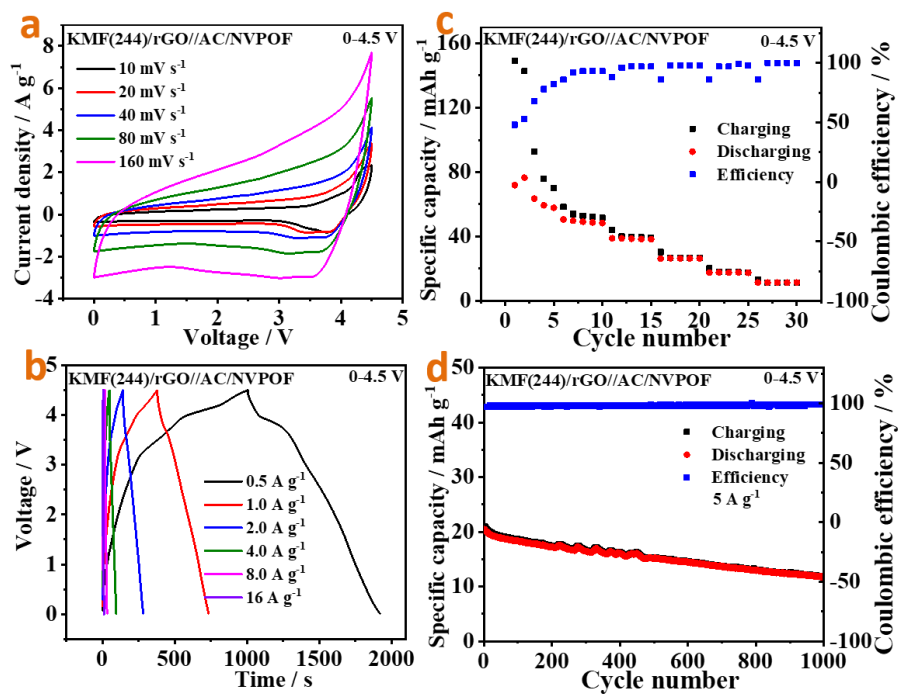 a
KMF(244)/rGO//AC/NVPOF 0-4.5 V
10 mV s⁻¹
20 mV s⁻¹
40 mV s⁻¹
80 mV s⁻¹
160 mV s⁻¹
Current density / A g⁻¹
8
6
4
2
0
-2
-4
0 1 2 3 4 5
Voltage / V
c
KMF(244)/rGO//AC/NVPOF 0-4.5 V
Charging
Discharging
Efficiency
Specific capacity / mAh g⁻¹
160
120
80
40
0
Coulombic efficiency / %
100
50
0
-50
-100
0 5 10 15 20 25 30
Cycle number
b
KMF(244)/rGO//AC/NVPOF 0-4.5 V
0.5 A g⁻¹
1.0 A g⁻¹
2.0 A g⁻¹
4.0 A g⁻¹
8.0 A g⁻¹
16 A g⁻¹
Voltage / V
5
4
3
2
1
0
0 500 1000 1500 2000
Time / s
d
KMF(244)/rGO//AC/NVPOF 0-4.5 V
Charging
Discharging
Efficiency
5 A g⁻¹
Specific capacity / mAh g⁻¹
50
40
30
20
10
0
Coulombic efficiency / %
100
50
0
-50
-100
0 200 400 600 800 1000
Cycle number